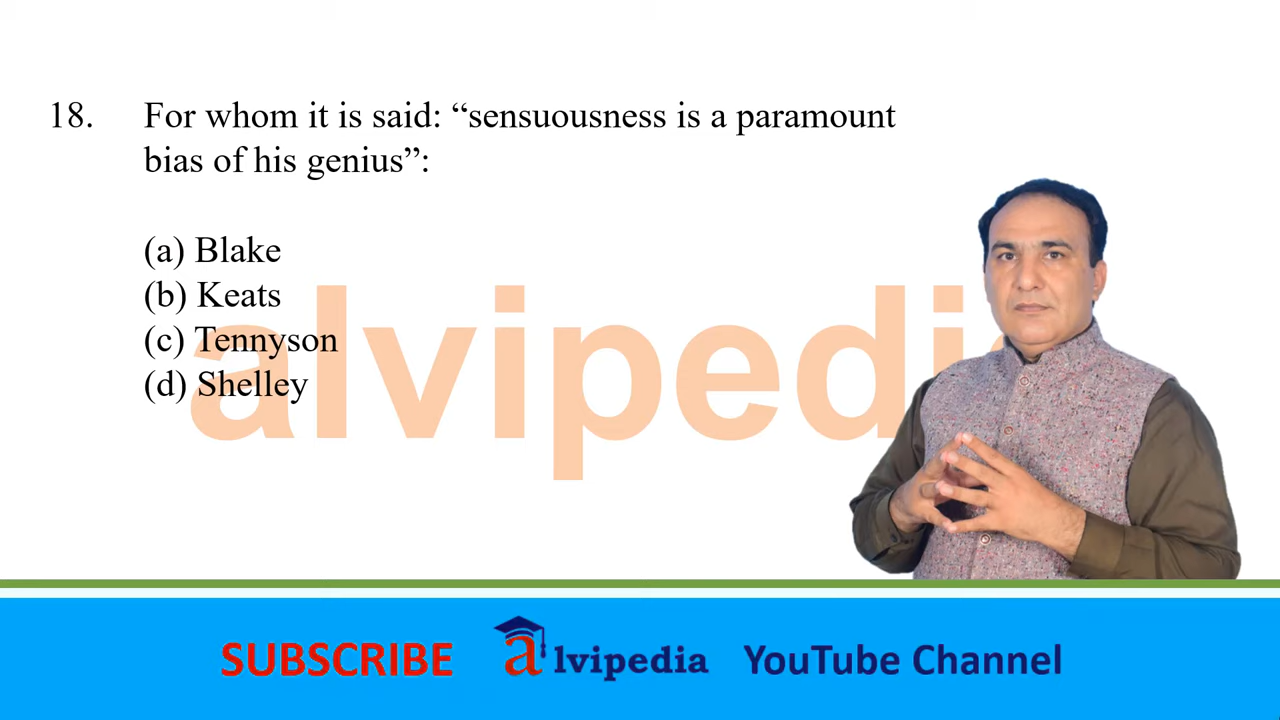 18. For whom it is said: “sensuousness is a paramount
bias of his genius”:
(a) Blake
(b) Keats
(c) Tennyson
(d) Shelley
alvipedi
SUBSCRIBE alvipedia YouTube Channel